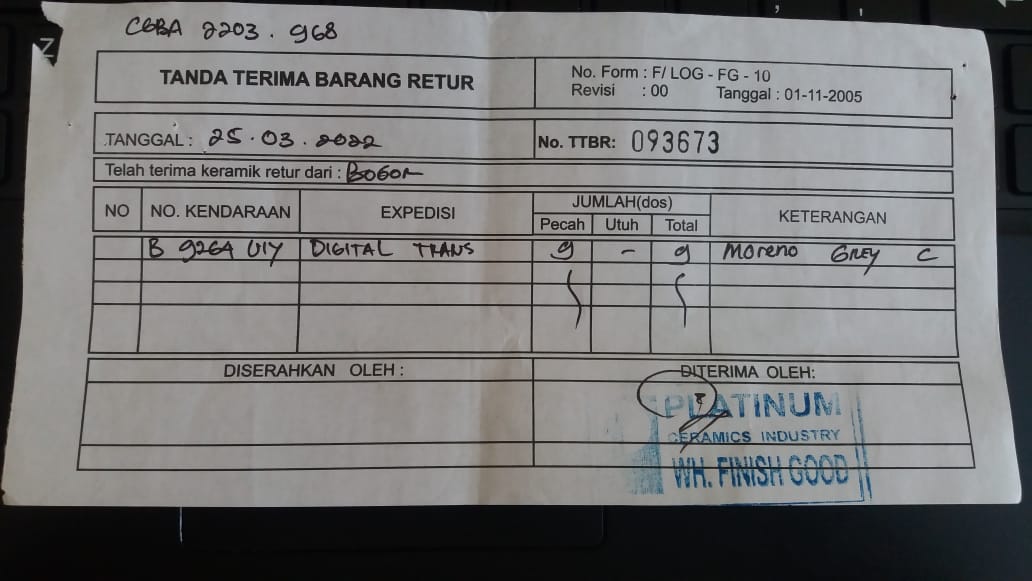 CGBA 2203. 968
TANDA TERIMA BARANG RETUR
No. Form : F/ LOG - FG - 10
Revisi : 00 Tanggal : 01-11-2005
TANGGAL : 25 . 03 . 2022
No. TTBR: 093673
Telah terima keramik retur dari : BOGOR
NO NO. KENDARAAN EXPEDISI JUMLAH(dos) KETERANGAN
Pecah Utuh Total
B 9264 UIY DIGITAL TRANS 9 - 9 Moreno GREY C
DISERAHKAN OLEH : DITERIMA OLEH:
PLATINUM
CERAMICS INDUSTRY
WH. FINISH GOOD